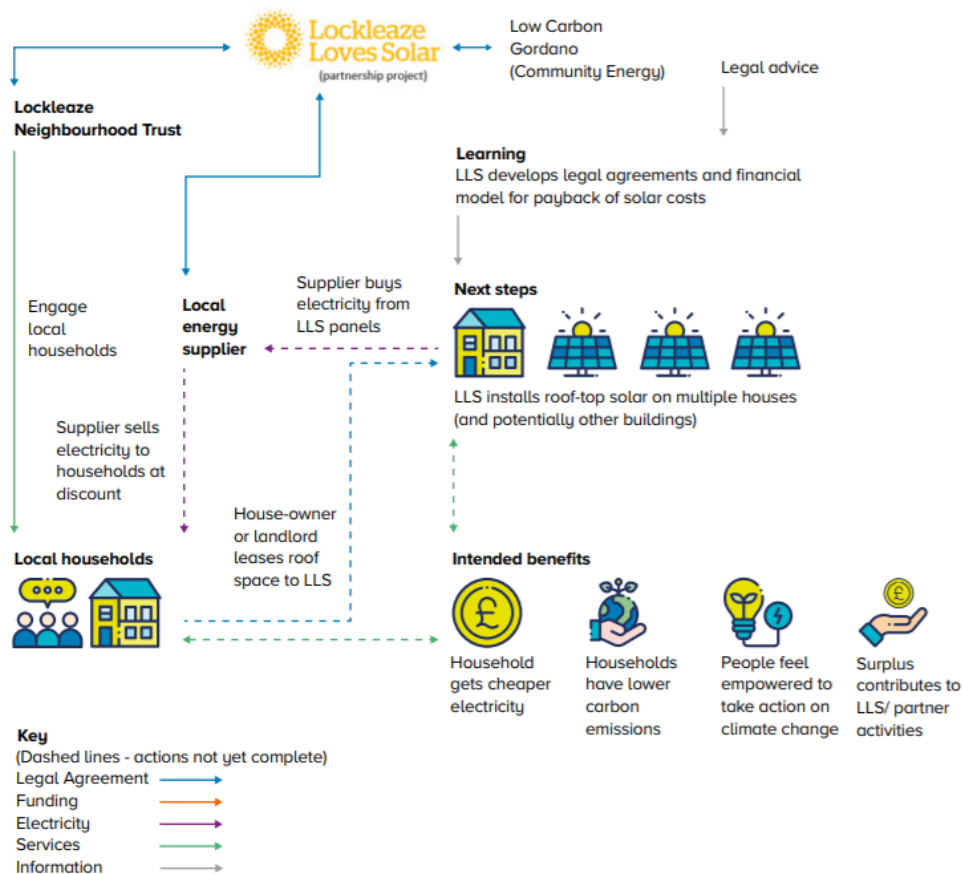 Lockleaze
Loves Solar
(partnership project)
Low Carbon
Gordano
(Community Energy)
Legal advice
Lockleaze
Neighbourhood Trust
Learning
LLS develops legal agreements and financial
model for payback of solar costs
Engage
local
households
Local
energy
supplier
Supplier buys
electricity from
LLS panels
Next steps
LLS installs roof-top solar on multiple houses
(and potentially other buildings)
Supplier sells
electricity to
households at
discount
House-owner
or landlord
leases roof
space to LLS
Local households
Intended benefits
£
£
Household
gets cheaper
electricity
Households
have lower
carbon
emissions
People feel
empowered to
take action on
climate change
Surplus
contributes to
LLS/ partner
activities
Key
(Dashed lines - actions not yet complete)
Legal Agreement
Funding
Electricity
Services
Information